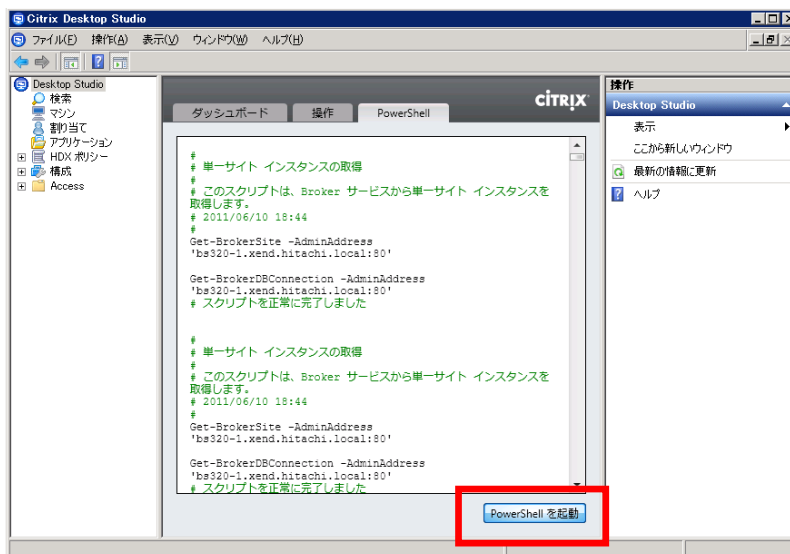 Citrix Desktop Studio
ファイル(F) 操作(A) 表示(V) ウィンドウ(W) ヘルプ(H)
Desktop Studio
検索
マシン
割り当て
アプリケーション
HDX ポリシー
構成
Access
CITRIX
ダッシュボード 操作 PowerShell
#
# 単一サイト インスタンスの取得
#
# このスクリプトは、Broker サービスから単一サイト インスタンスを
取得します。
# 2011/06/10 18:44
#
Get-BrokerSite -AdminAddress
'bs320-1.xend.hitachi.local:80'
Get-BrokerDBConnection -AdminAddress
'bs320-1.xend.hitachi.local:80'
# スクリプトを正常に完了しました
#
# 単一サイト インスタンスの取得
#
# このスクリプトは、Broker サービスから単一サイト インスタンスを
取得します。
# 2011/06/10 18:44
#
Get-BrokerSite -AdminAddress
'bs320-1.xend.hitachi.local:80'
Get-BrokerDBConnection -AdminAddress
'bs320-1.xend.hitachi.local:80'
# スクリプトを正常に完了しました
PowerShell を起動
操作
Desktop Studio
表示
ここから新しいウィンドウ
最新の情報に更新
ヘルプ